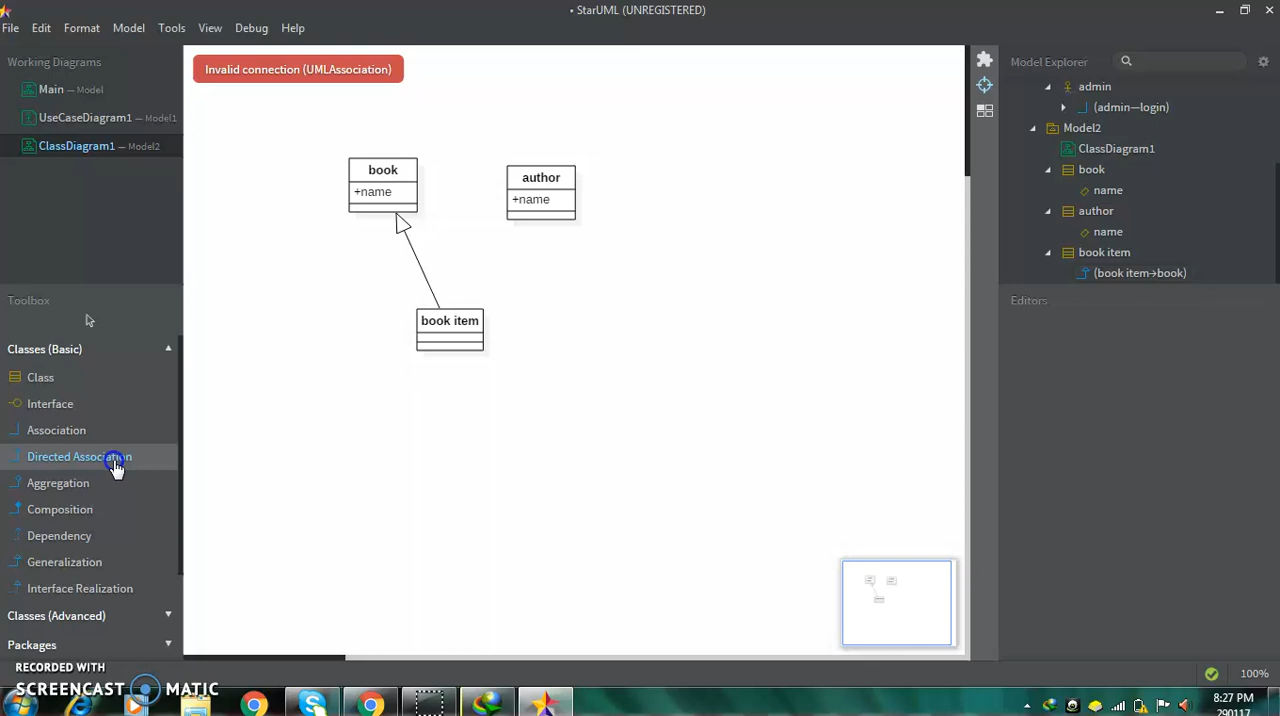 • StarUML (UNREGISTERED)
File Edit Format Model Tools View Debug Help
Working Diagrams
Main — Model
UseCaseDiagram1 — Model1
ClassDiagram1 — Model2
Toolbox
Classes (Basic)
Class
Interface
Association
Directed Association
Aggregation
Composition
Dependency
Generalization
Interface Realization
Classes (Advanced)
Packages
Invalid connection (UMLAssociation)
book
+name
author
+name
book item
Model Explorer
admin
(admin—login)
Model2
ClassDiagram1
book
name
author
name
book item
(book item→book)
Editors
100%
RECORDED WITH
SCREENCAST MATIC
8:27 PM
290117